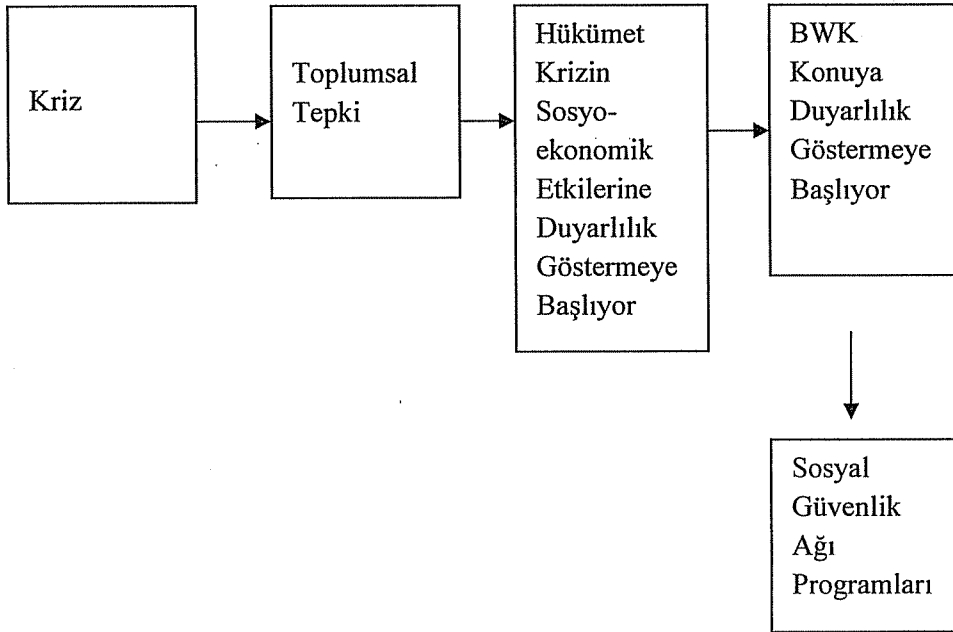 Kriz
Toplumsal
Tepki
Hükümet
Krizin
Sosyo-
ekonomik
Etkilerine
Duyarlılık
Göstermeye
Başlıyor
BWK
Konuya
Duyarlılık
Göstermeye
Başlıyor
Sosyal
Güvenlik
Ağı
Programları